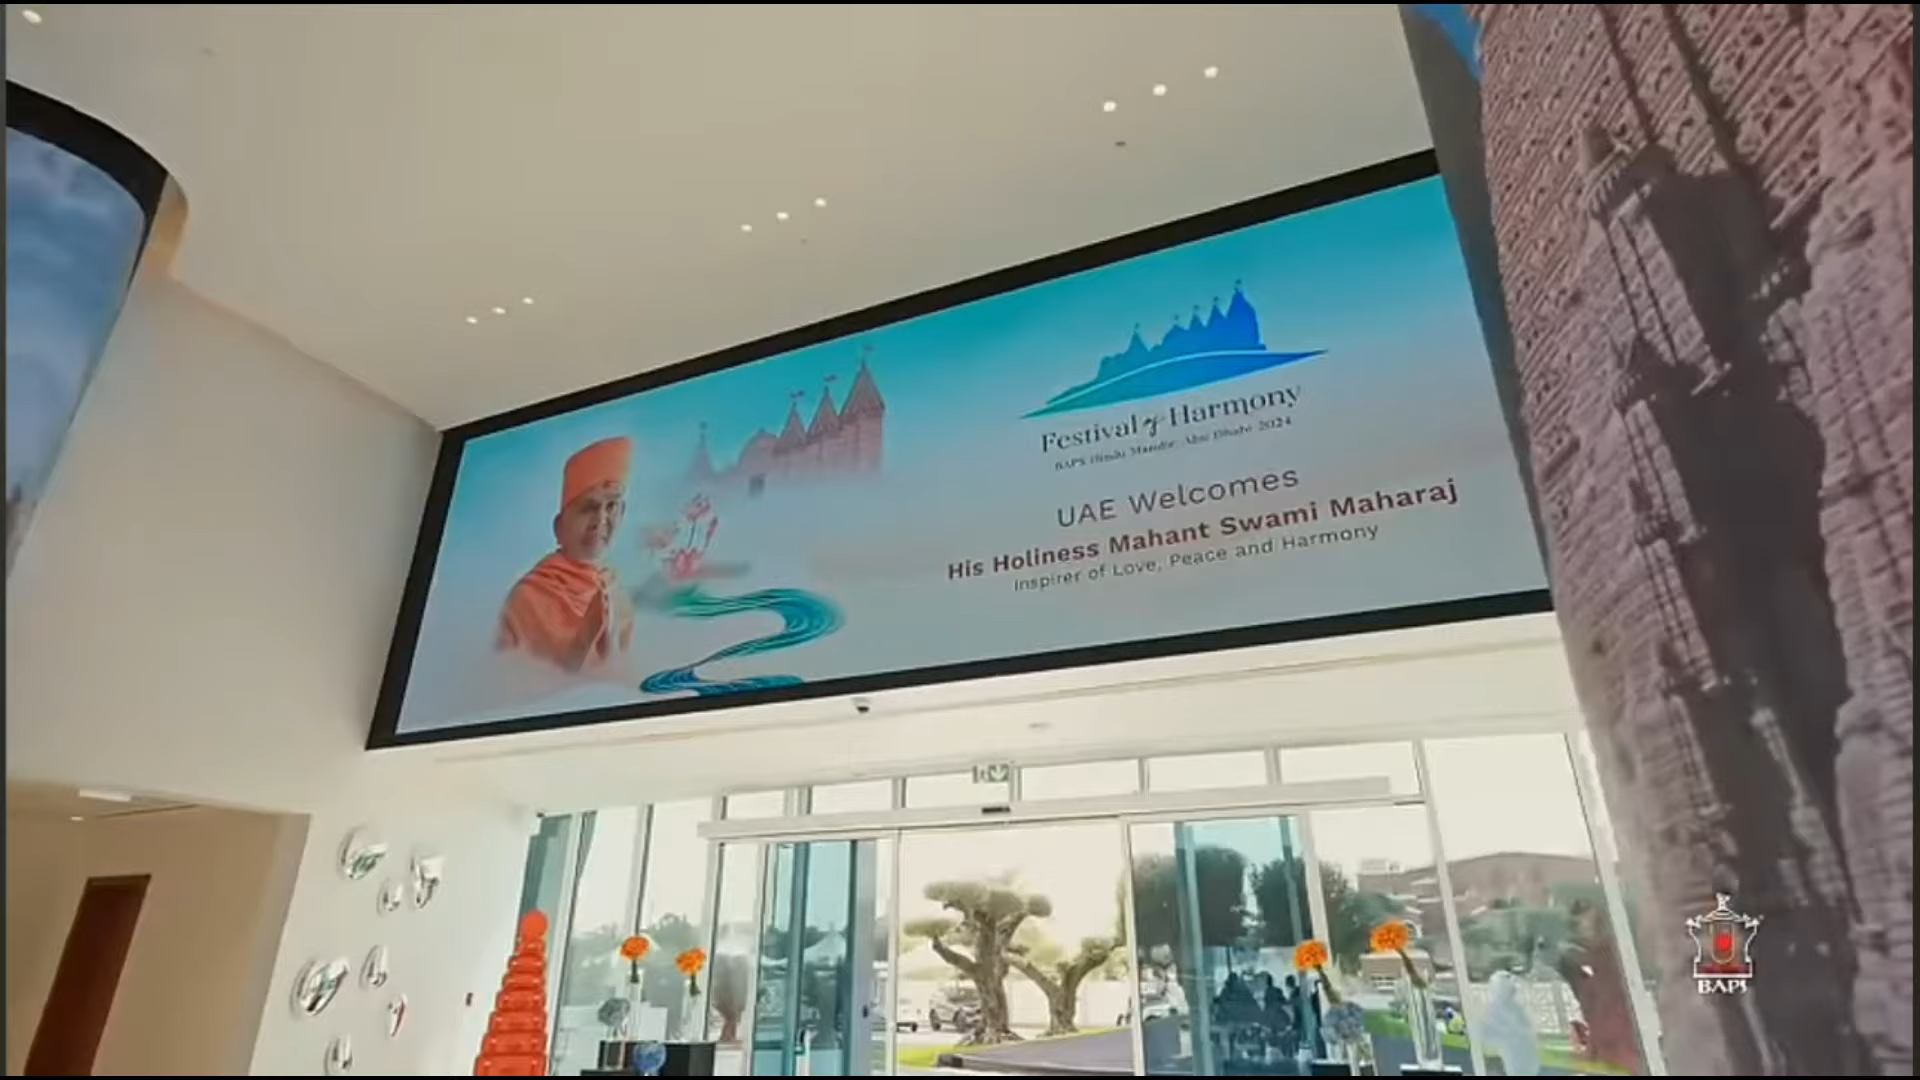 Festival of Harmony
BAPS Hindu Mandir, Abu Dhabi 2024
UAE Welcomes
His Holiness Mahant Swami Maharaj
Inspirer of Love, Peace and Harmony
BAPS